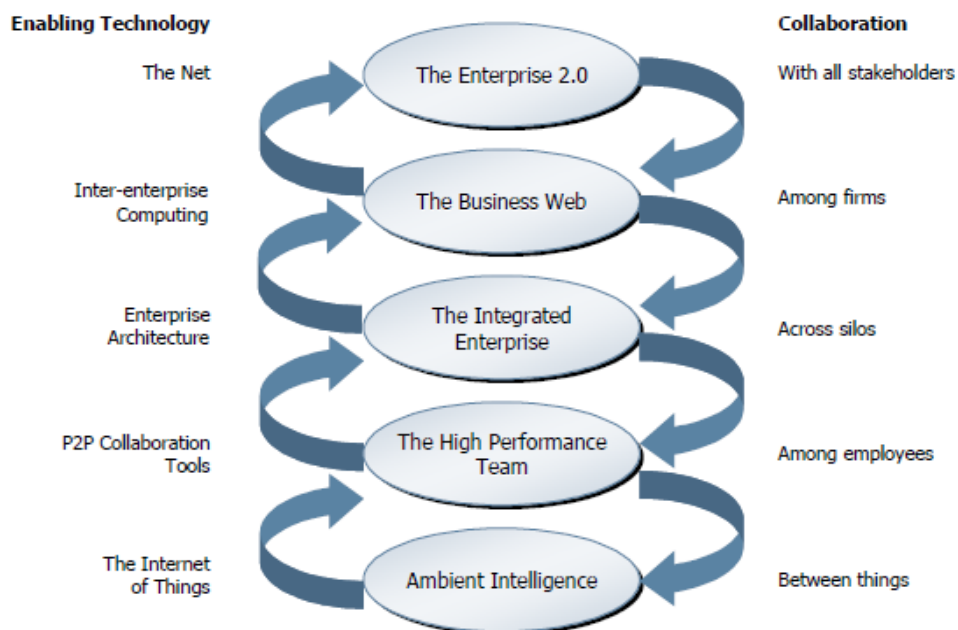 Enabling Technology
Collaboration
The Net
The Enterprise 2.0
With all stakeholders
Inter-enterprise
Computing
The Business Web
Among firms
Enterprise
Architecture
The Integrated
Enterprise
Across silos
P2P Collaboration
Tools
The High Performance
Team
Among employees
The Internet
of Things
Ambient Intelligence
Between things